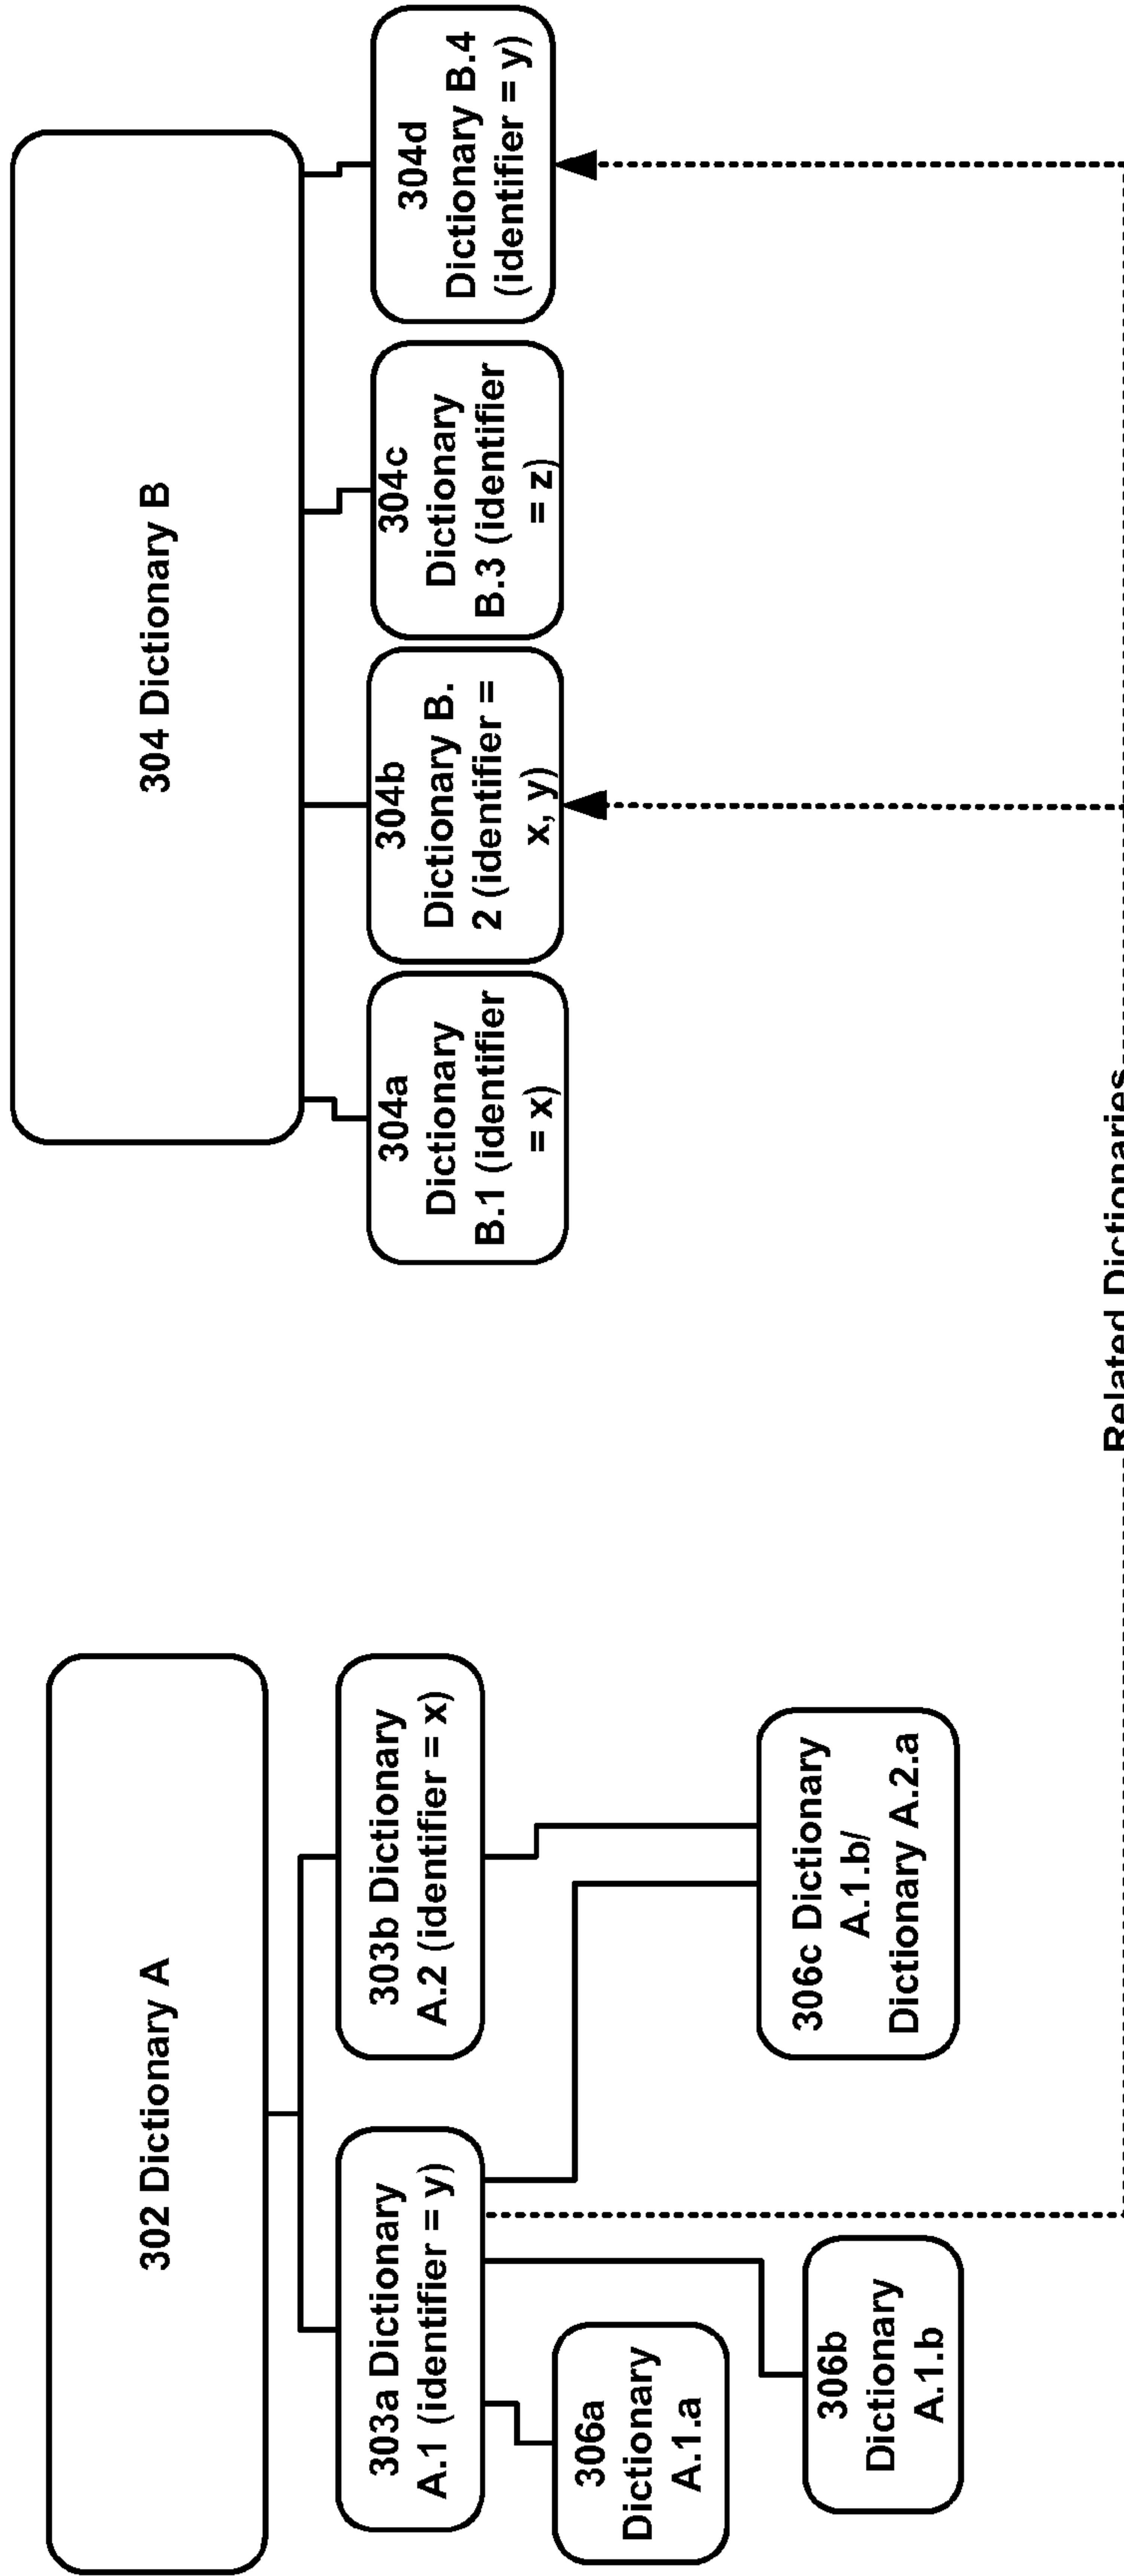 302 Dictionary A
303a Dictionary
A.1 (identifier = y)
303b Dictionary
A.2 (identifier = x)
306a
Dictionary
A.1.a
306b
Dictionary
A.1.b
306c Dictionary
A.1.b/
Dictionary A.2.a
304 Dictionary B
304a
Dictionary
B.1 (identifier
= x)
304b
Dictionary B.
2 (identifier =
x, y)
304c
Dictionary
B.3 (identifier
= z)
304d
Dictionary B.4
(identifier = y)
Related Dictionaries